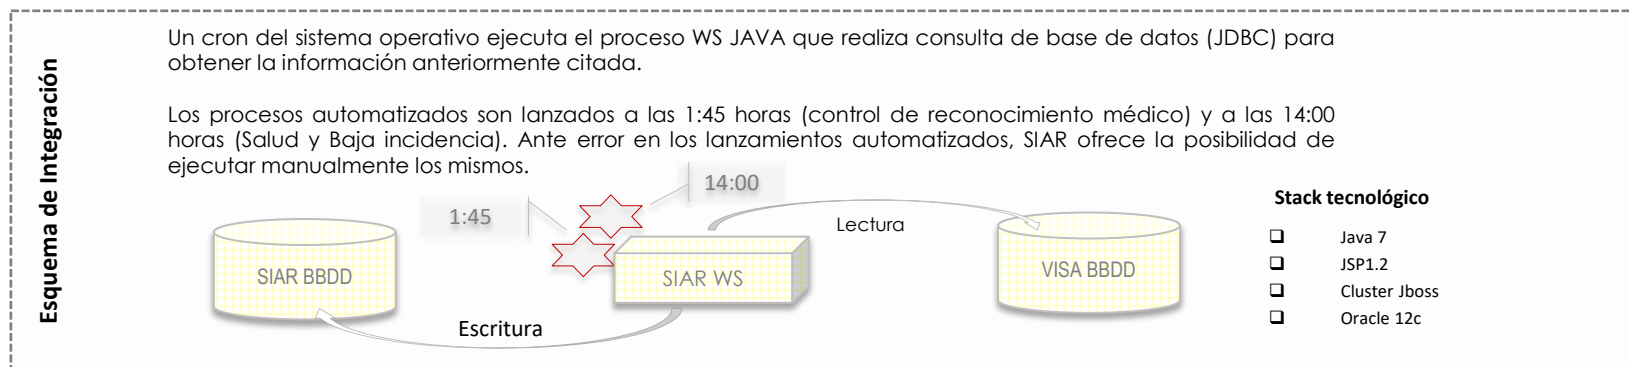 Esquema de Integración
Un cron del sistema operativo ejecuta el proceso WS JAVA que realiza consulta de base de datos (JDBC) para
obtener la información anteriormente citada.
Los procesos automatizados son lanzados a las 1:45 horas (control de reconocimiento médico) y a las 14:00
horas (Salud y Baja incidencia). Ante error en los lanzamientos automatizados, SIAR ofrece la posibilidad de
ejecutar manualmente los mismos.
14:00
1:45
Lectura
SIAR BBDD
SIAR WS
VISA BBDD
Escritura
Stack tecnológico
Java 7
JSP1.2
Cluster Jboss
Oracle 12c